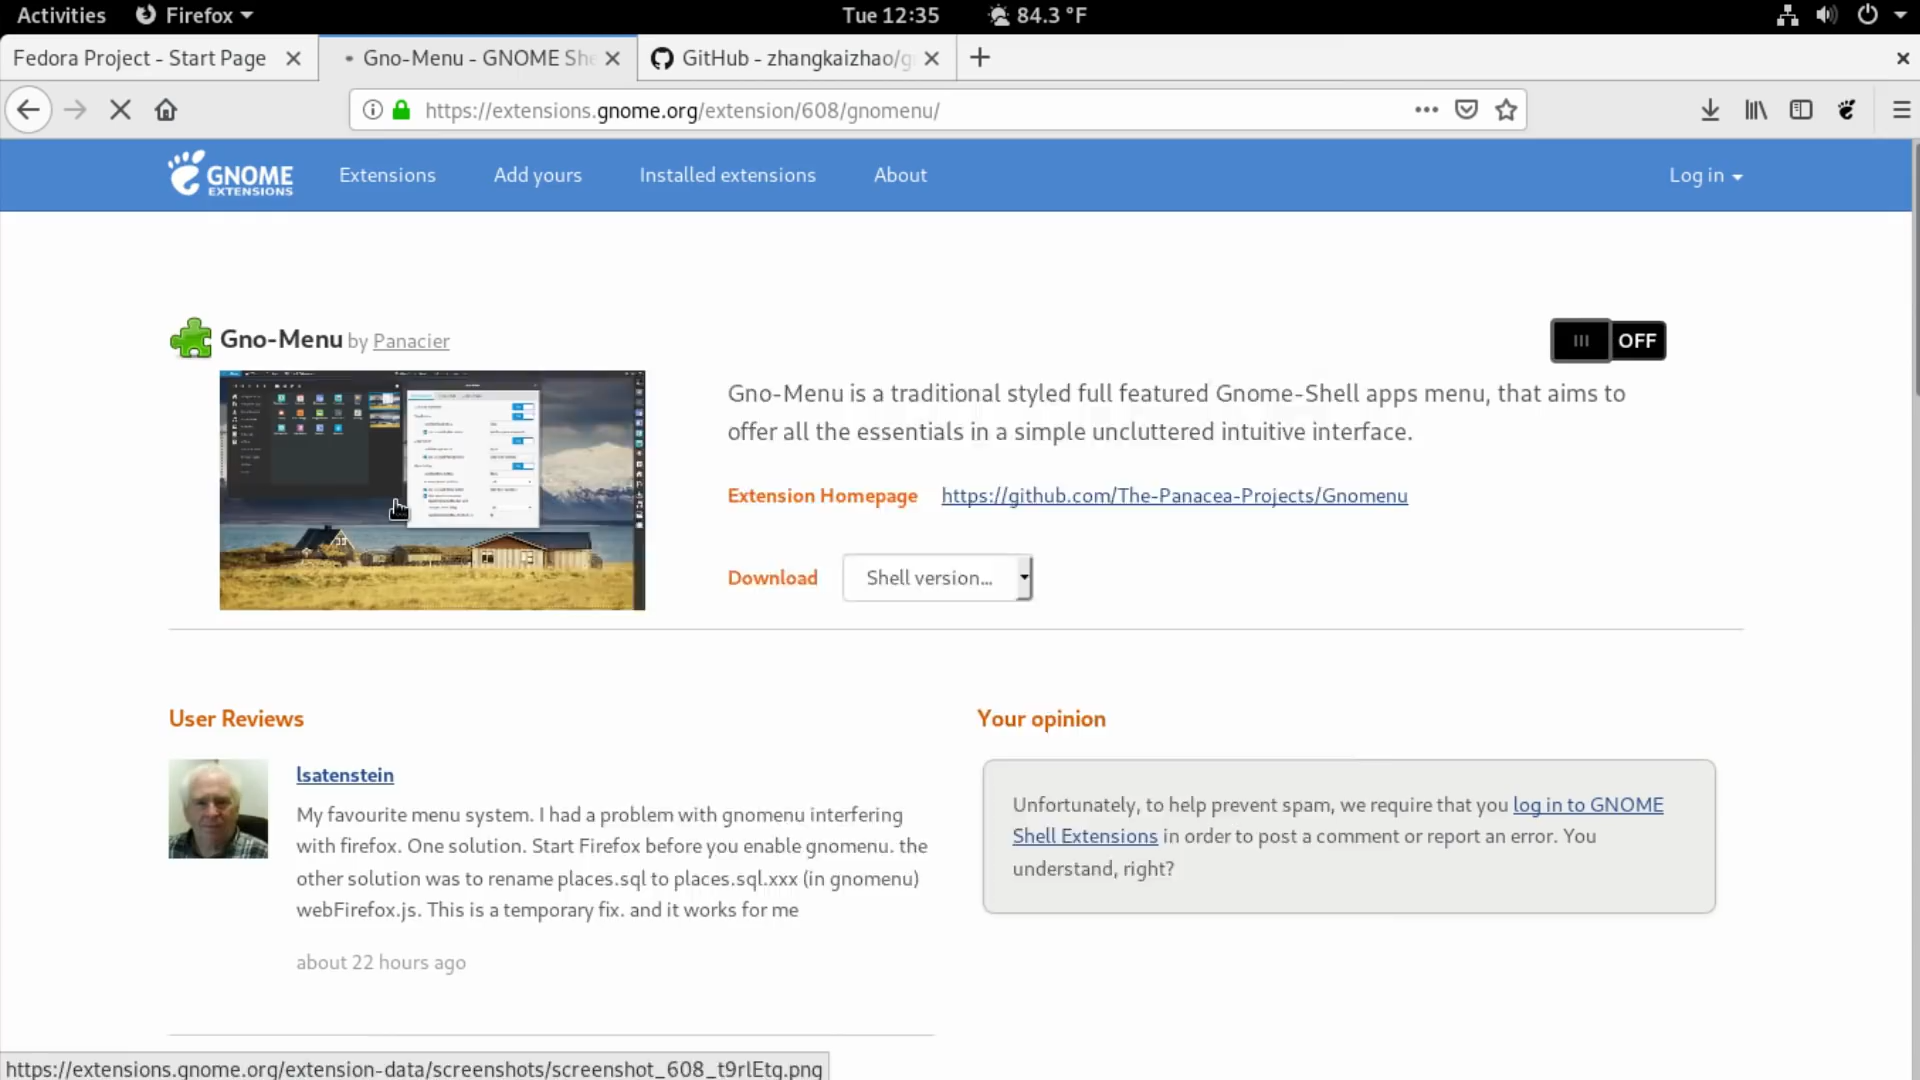 Activities
Firefox
Tue 12:35
84.3 °F
Fedora Project - Start Page
Gno-Menu - GNOME She
GitHub - zhangkaizhao/g
https://extensions.gnome.org/extension/608/gnomenu/
GNOME
EXTENSIONS
Extensions
Add yours
Installed extensions
About
Log in
Gno-Menu by Panacier
OFF
Gno-Menu is a traditional styled full featured Gnome-Shell apps menu, that aims to
offer all the essentials in a simple uncluttered intuitive interface.
Extension Homepage
https://github.com/The-Panacea-Projects/Gnomenu
Download
Shell version...
User Reviews
lsatenstein
My favourite menu system. I had a problem with gnomenu interfering
with firefox. One solution. Start Firefox before you enable gnomenu. the
other solution was to rename places.sql to places.sql.xxx (in gnomenu)
webFirefox.js. This is a temporary fix. and it works for me
about 22 hours ago
Your opinion
Unfortunately, to help prevent spam, we require that you log in to GNOME
Shell Extensions in order to post a comment or report an error. You
understand, right?
https://extensions.gnome.org/extension-data/screenshots/screenshot_608_t9rlEtq.png